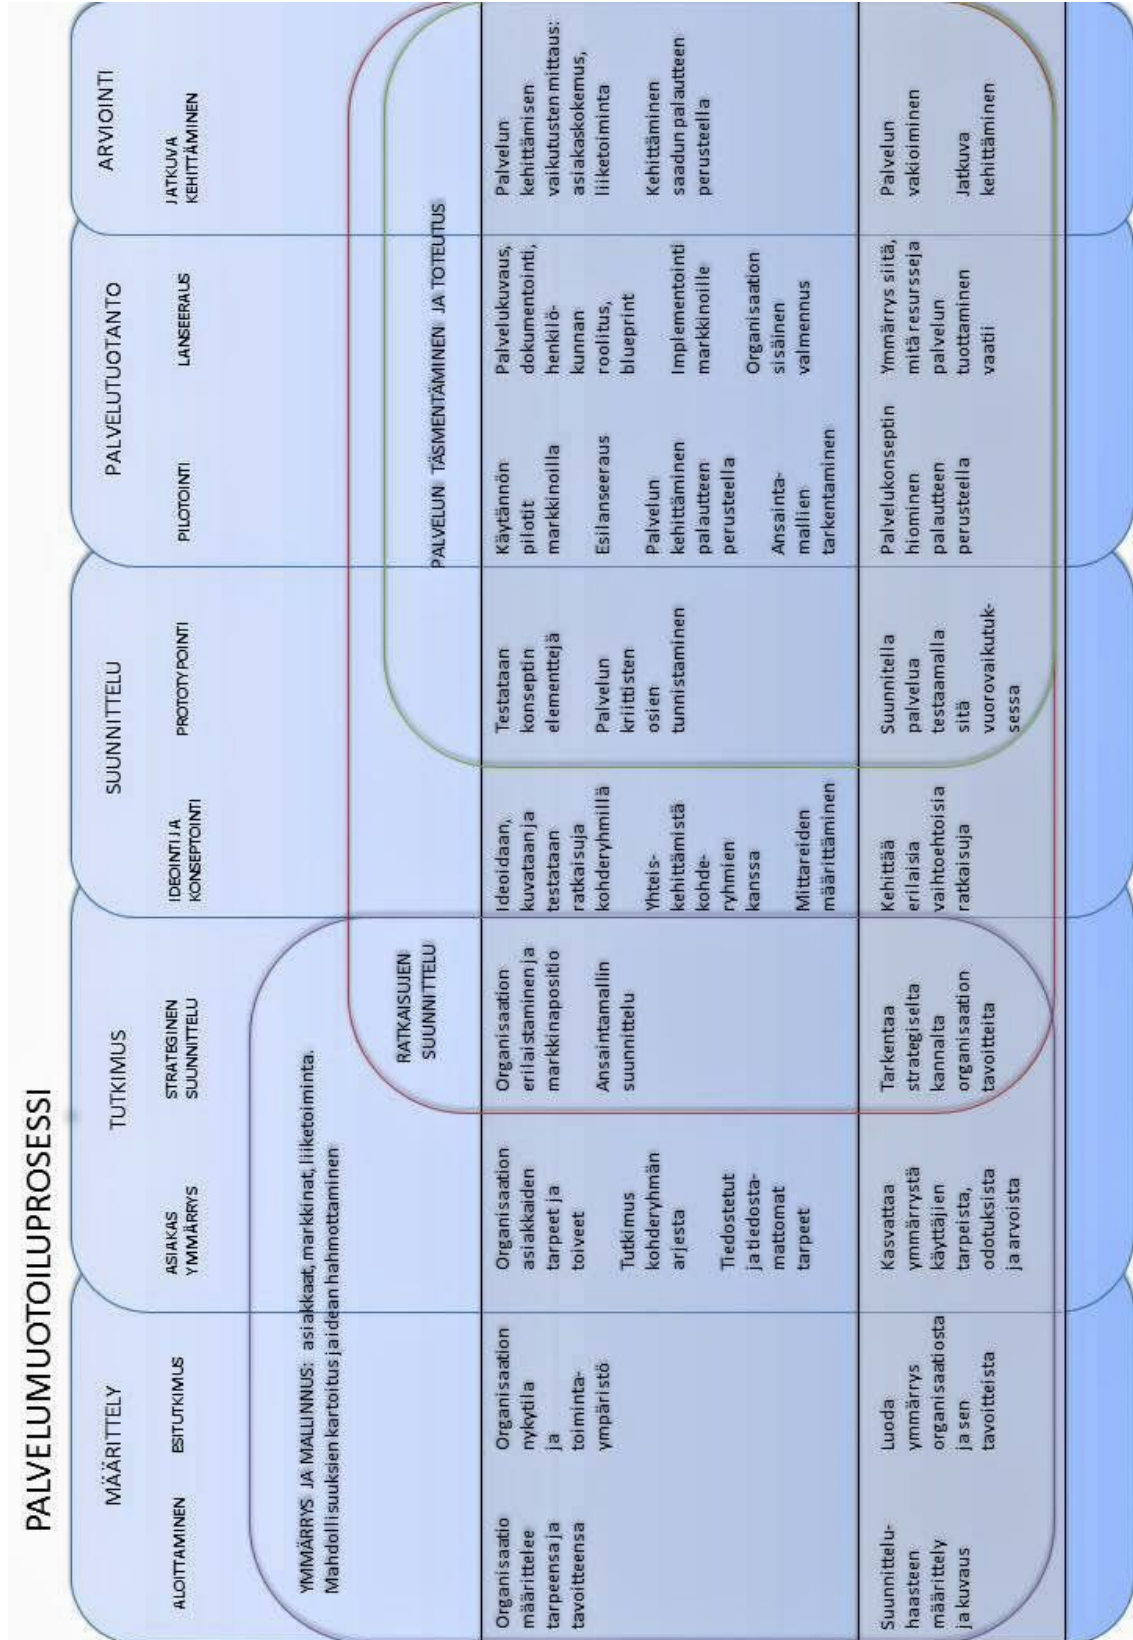 PALVELUMUOTOILUPROSESSI
MÄÄRITTELY
TUTKIMUS
SUUNNITTELU
PALVELUTUOTANTO
ARVIOINTI
ALOITTAMINEN
ESITUTKIMUS
ASIAKAS
YMMÄRRYS
STRATEGINEN
SUUNNITTELU
IDEOINTI JA
KONSEPTOINTI
PROTOTYPOINTI
PILOTOINTI
LANSEERAUS
JATKUVA
KEHITTÄMINEN
YMMÄRRYS JA MALLINNUS: asiakkaat, markkinat, liiketoiminta.
Mahdollisuuksien kartoitus ja idean hahmottaminen
RATKAISUJEN
SUUNNITTELU
PALVELUN TÄSMENTÄMINEN JA TOTEUTUS
Organisaatio
määrittelee
tarpeensa ja
tavoitteensa
Organisaation
nykytila
ja
toiminta-
ympäristö
Organisaation
asiakkaiden
tarpeet ja
toiveet
Tutkimus
kohderyhmän
arjesta
Tiedostetut
ja tiedosta-
mattomat
tarpeet
Organisaation
erilaistaminen ja
markkinapositio
Ansaintamallin
suunnittelu
Ideoidaan,
kuvataan ja
testataan
ratkaisuja
kohderyhmillä
Yhteis-
kehittämistä
kohde-
ryhmien
kanssa
Mittareiden
määrittäminen
Testataan
konseptin
elementtejä
Palvelun
kriittisten
osien
tunnistaminen
Käytännön
pilotit
markkinoilla
Esilanseeraus
Palvelun
kehittäminen
palautteen
perusteella
Ansainta-
mallien
tarkentaminen
Palvelukuvaus,
dokumentointi,
henkilö-
kunnan
roolitus,
blueprint
Implementointi
markkinoille
Organisaation
sisäinen
valmennus
Palvelun
kehittämisen
vaikutusten mittaus:
asiakaskokemus,
liiketoiminta
Kehittäminen
saadun palautteen
perusteella
Suunnittelu-
haasteen
määrittely
ja kuvaus
Luoda
ymmärrys
organisaatiosta
ja sen
tavoitteista
Kasvattaa
ymmärrystä
käyttäjien
tarpeista,
odotuksista
ja arvoista
Tarkentaa
strategiselta
kannalta
organisaation
tavoitteita
Kehittää
erilaisia
vaihtoehtoisia
ratkaisuja
Suunnitella
palvelua
testaamalla
sitä
vuorovaikutuk-
sessa
Palvelukonseptin
hiominen
palautteen
perusteella
Ymmärrys siitä,
mitä resursseja
palvelun
tuottaminen
vaatii
Palvelun
vakioiminen
Jatkuva
kehittäminen